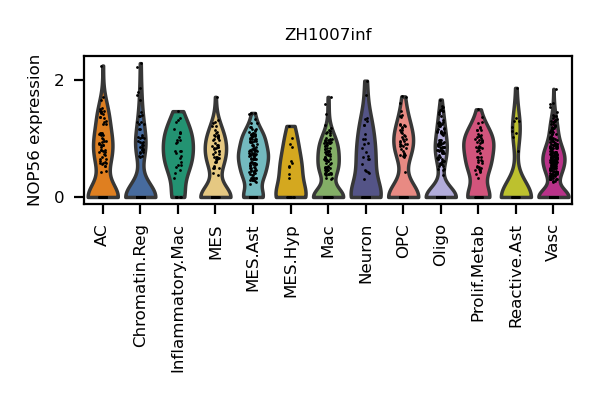 ZH1007inf
NOP56 expression
2
0
AC
Chromatin.Reg
Inflammatory.Mac
MES
MES.Ast
MES.Hyp
Mac
Neuron
OPC
Oligo
Prolif.Metab
Reactive.Ast
Vasc